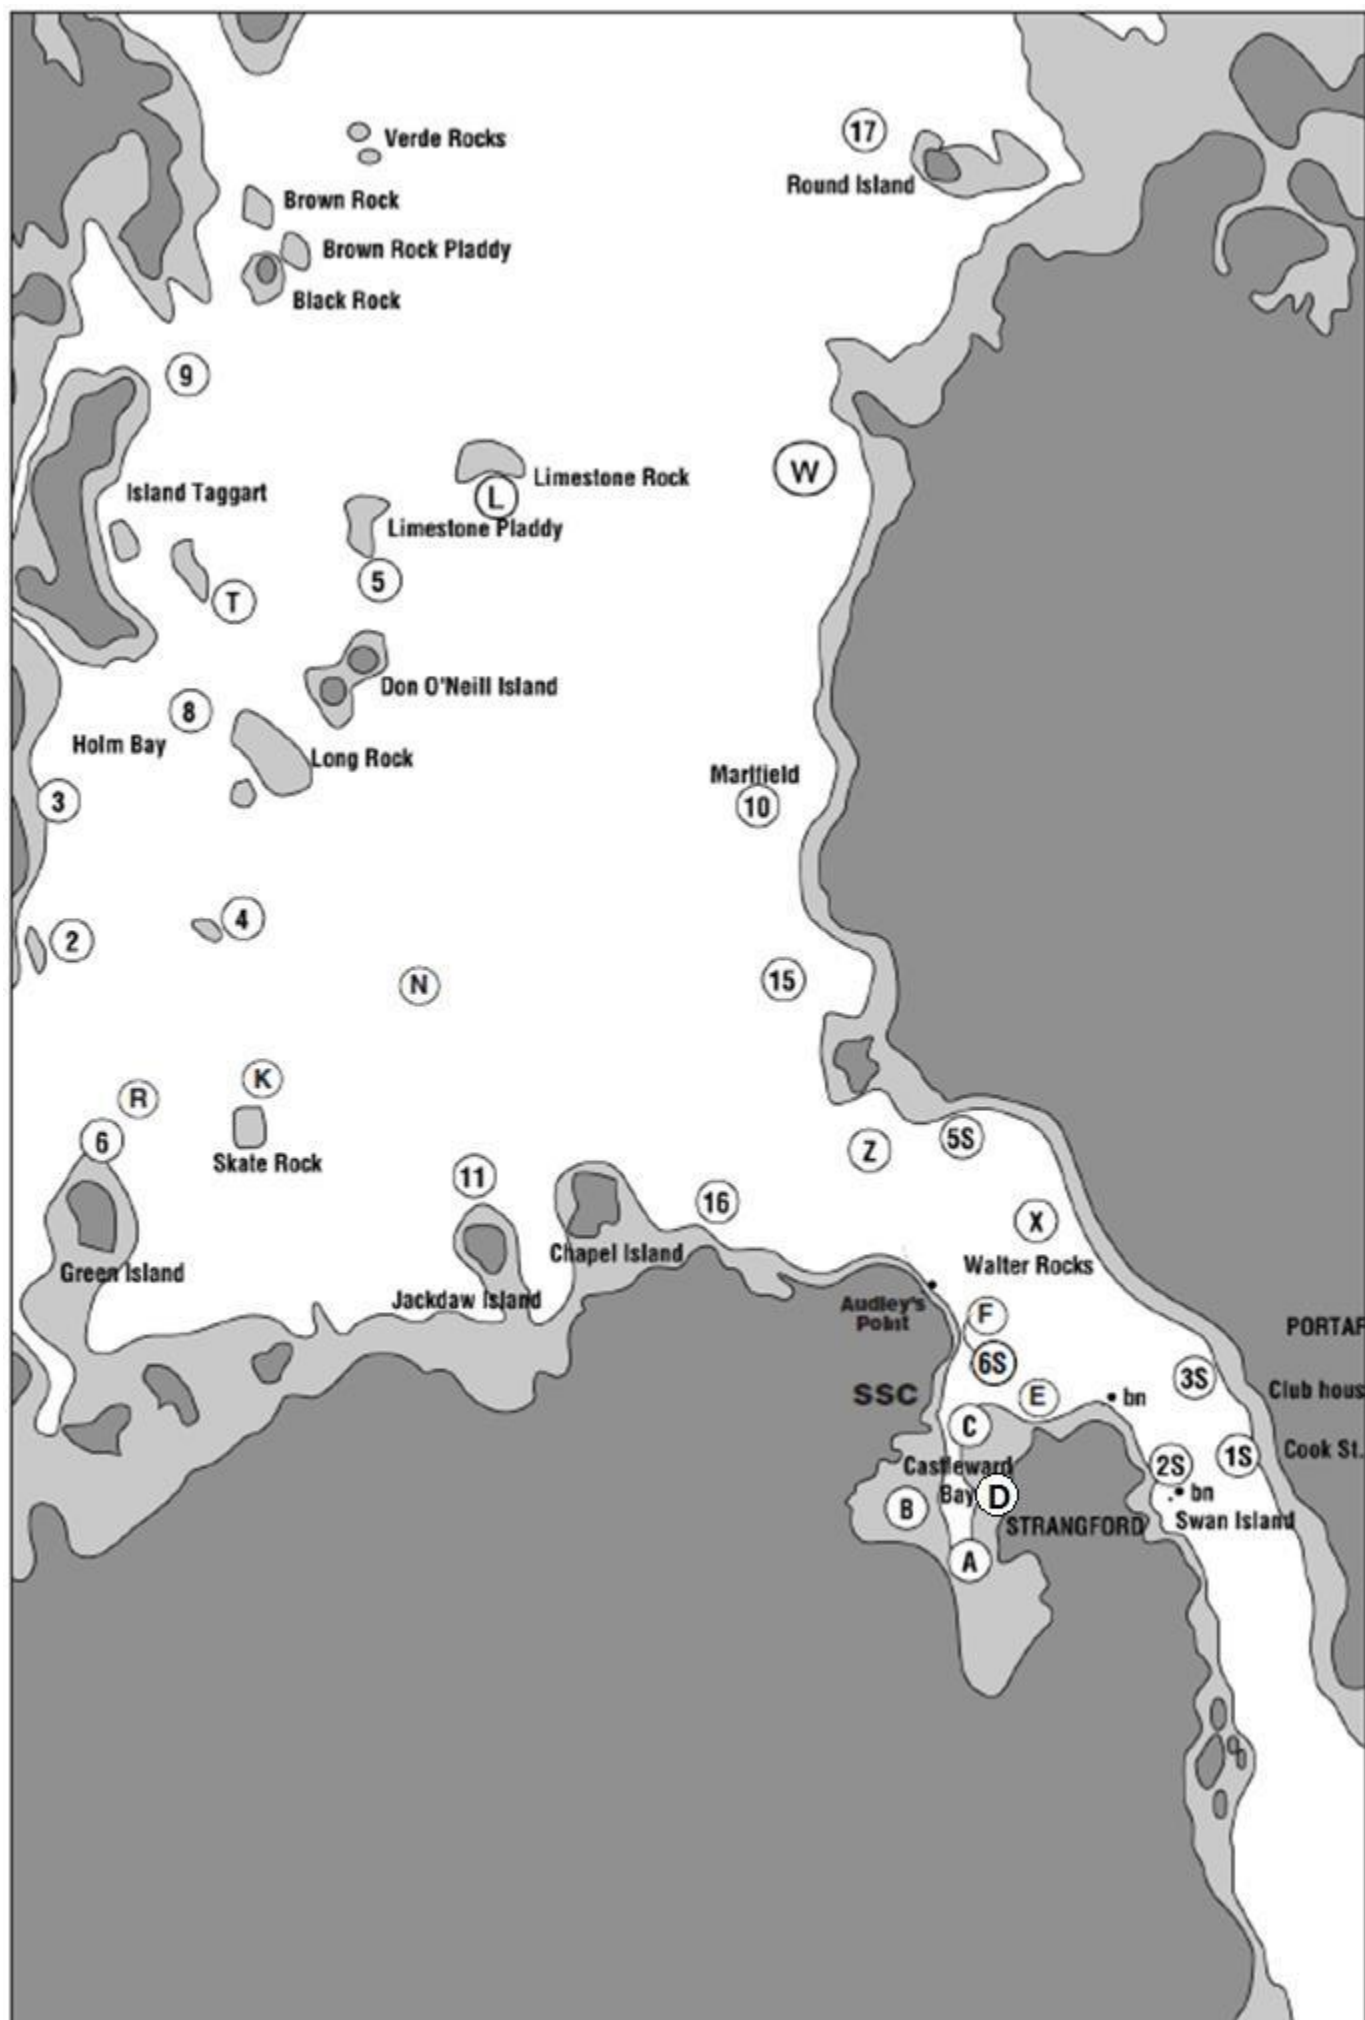 17
Verde Rocks
Round Island
Brown Rock
Brown Rock Pladdy
Black Rock
9
W
Limestone Rock
Island Taggart
L
Limestone Pladdy
5
T
Don O'Neill Island
8
Holm Bay
Long Rock
Marlfield
3
10
4
2
15
N
K
R
6
5S
Z
Skate Rock
11
16
X
Chapel Island
Walter Rocks
Green Island
Jackdaw Island
Audley's
Point
F
PORTAF
6S
3S
SSC
E
bn
Club hous
C
Cook St.
1S
Castleward
2S
Bay
D
bn
B
Swan Island
STRANGFORD
A